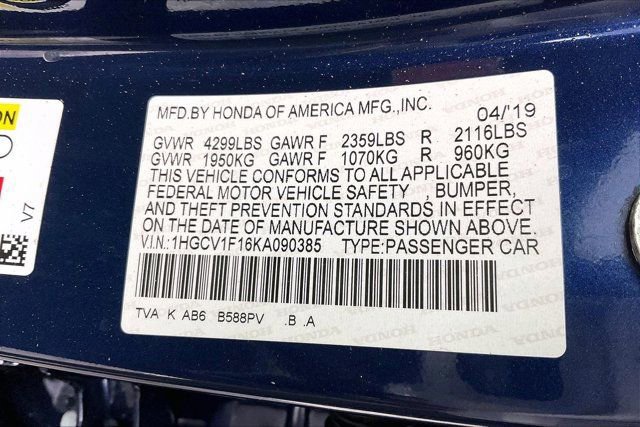 MFD.BY HONDA OF AMERICA MFG.,INC. 04/'19
GVWR 4299LBS GAWR F 2359LBS R 2116LBS
GVWR 1950KG GAWR F 1070KG R 960KG
THIS VEHICLE CONFORMS TO ALL APPLICABLE
FEDERAL MOTOR VEHICLE SAFETY , BUMPER,
AND THEFT PREVENTION STANDARDS IN EFFECT
ON THE DATE OF MANUFACTURE SHOWN ABOVE.
V.I.N.:1HGCV1F16KA090385 TYPE:PASSENGER CAR
TVA K AB6 B588PV .B .A
V7